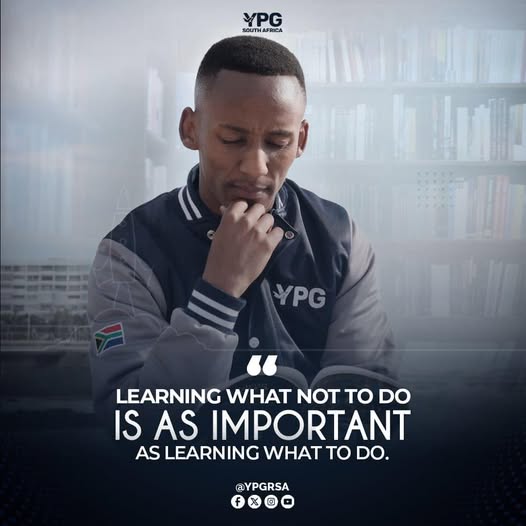 YPG
SOUTH AFRICA
YPG
LEARNING WHAT NOT TO DO
IS AS IMPORTANT
AS LEARNING WHAT TO DO.
@YPGRSA